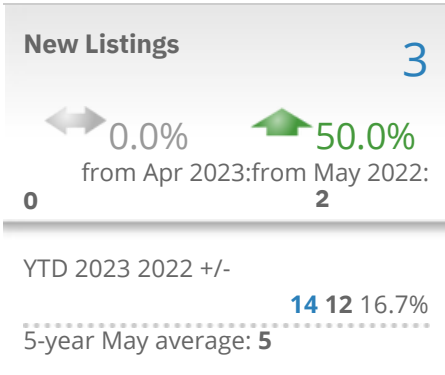 New Listings
3
0.0% 50.0%
from Apr 2023:from May 2022:
0 2
YTD 2023 2022 +/-
14 12 16.7%
5-year May average: 5